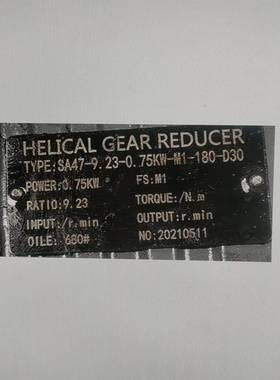 HELICAL GEAR REDUCER
TYPE:SA47-9.23-0.75KW-M1-180-D30
POWER:0.75KW FS:M1
RATIO:9.23 TORQUE:/N.m
INPUT:/r.min OUTPUT:r.min
OILE: 680# NO:20210511